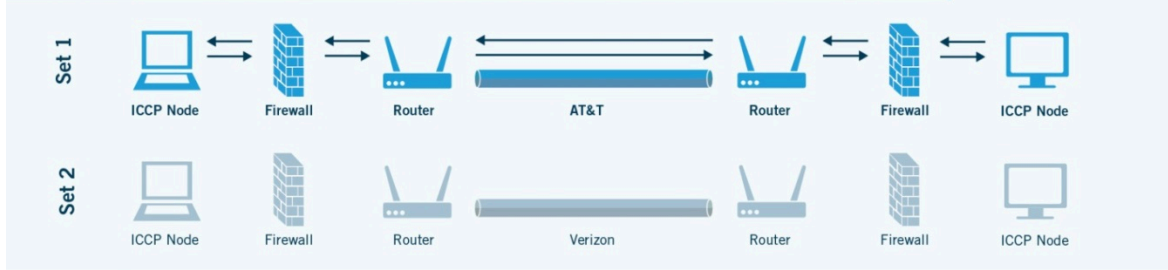 Set 1
ICCP Node Firewall Router AT&T Router Firewall ICCP Node
Set 2
ICCP Node Firewall Router Verizon Router Firewall ICCP Node